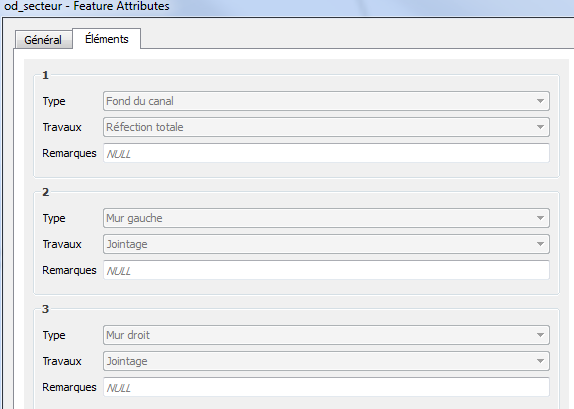 od_secteur - Feature Attributes
Général Éléments
1
Type Fond du canal
Travaux Réfection totale
Remarques NULL
2
Type Mur gauche
Travaux Jointage
Remarques NULL
3
Type Mur droit
Travaux Jointage
Remarques NULL